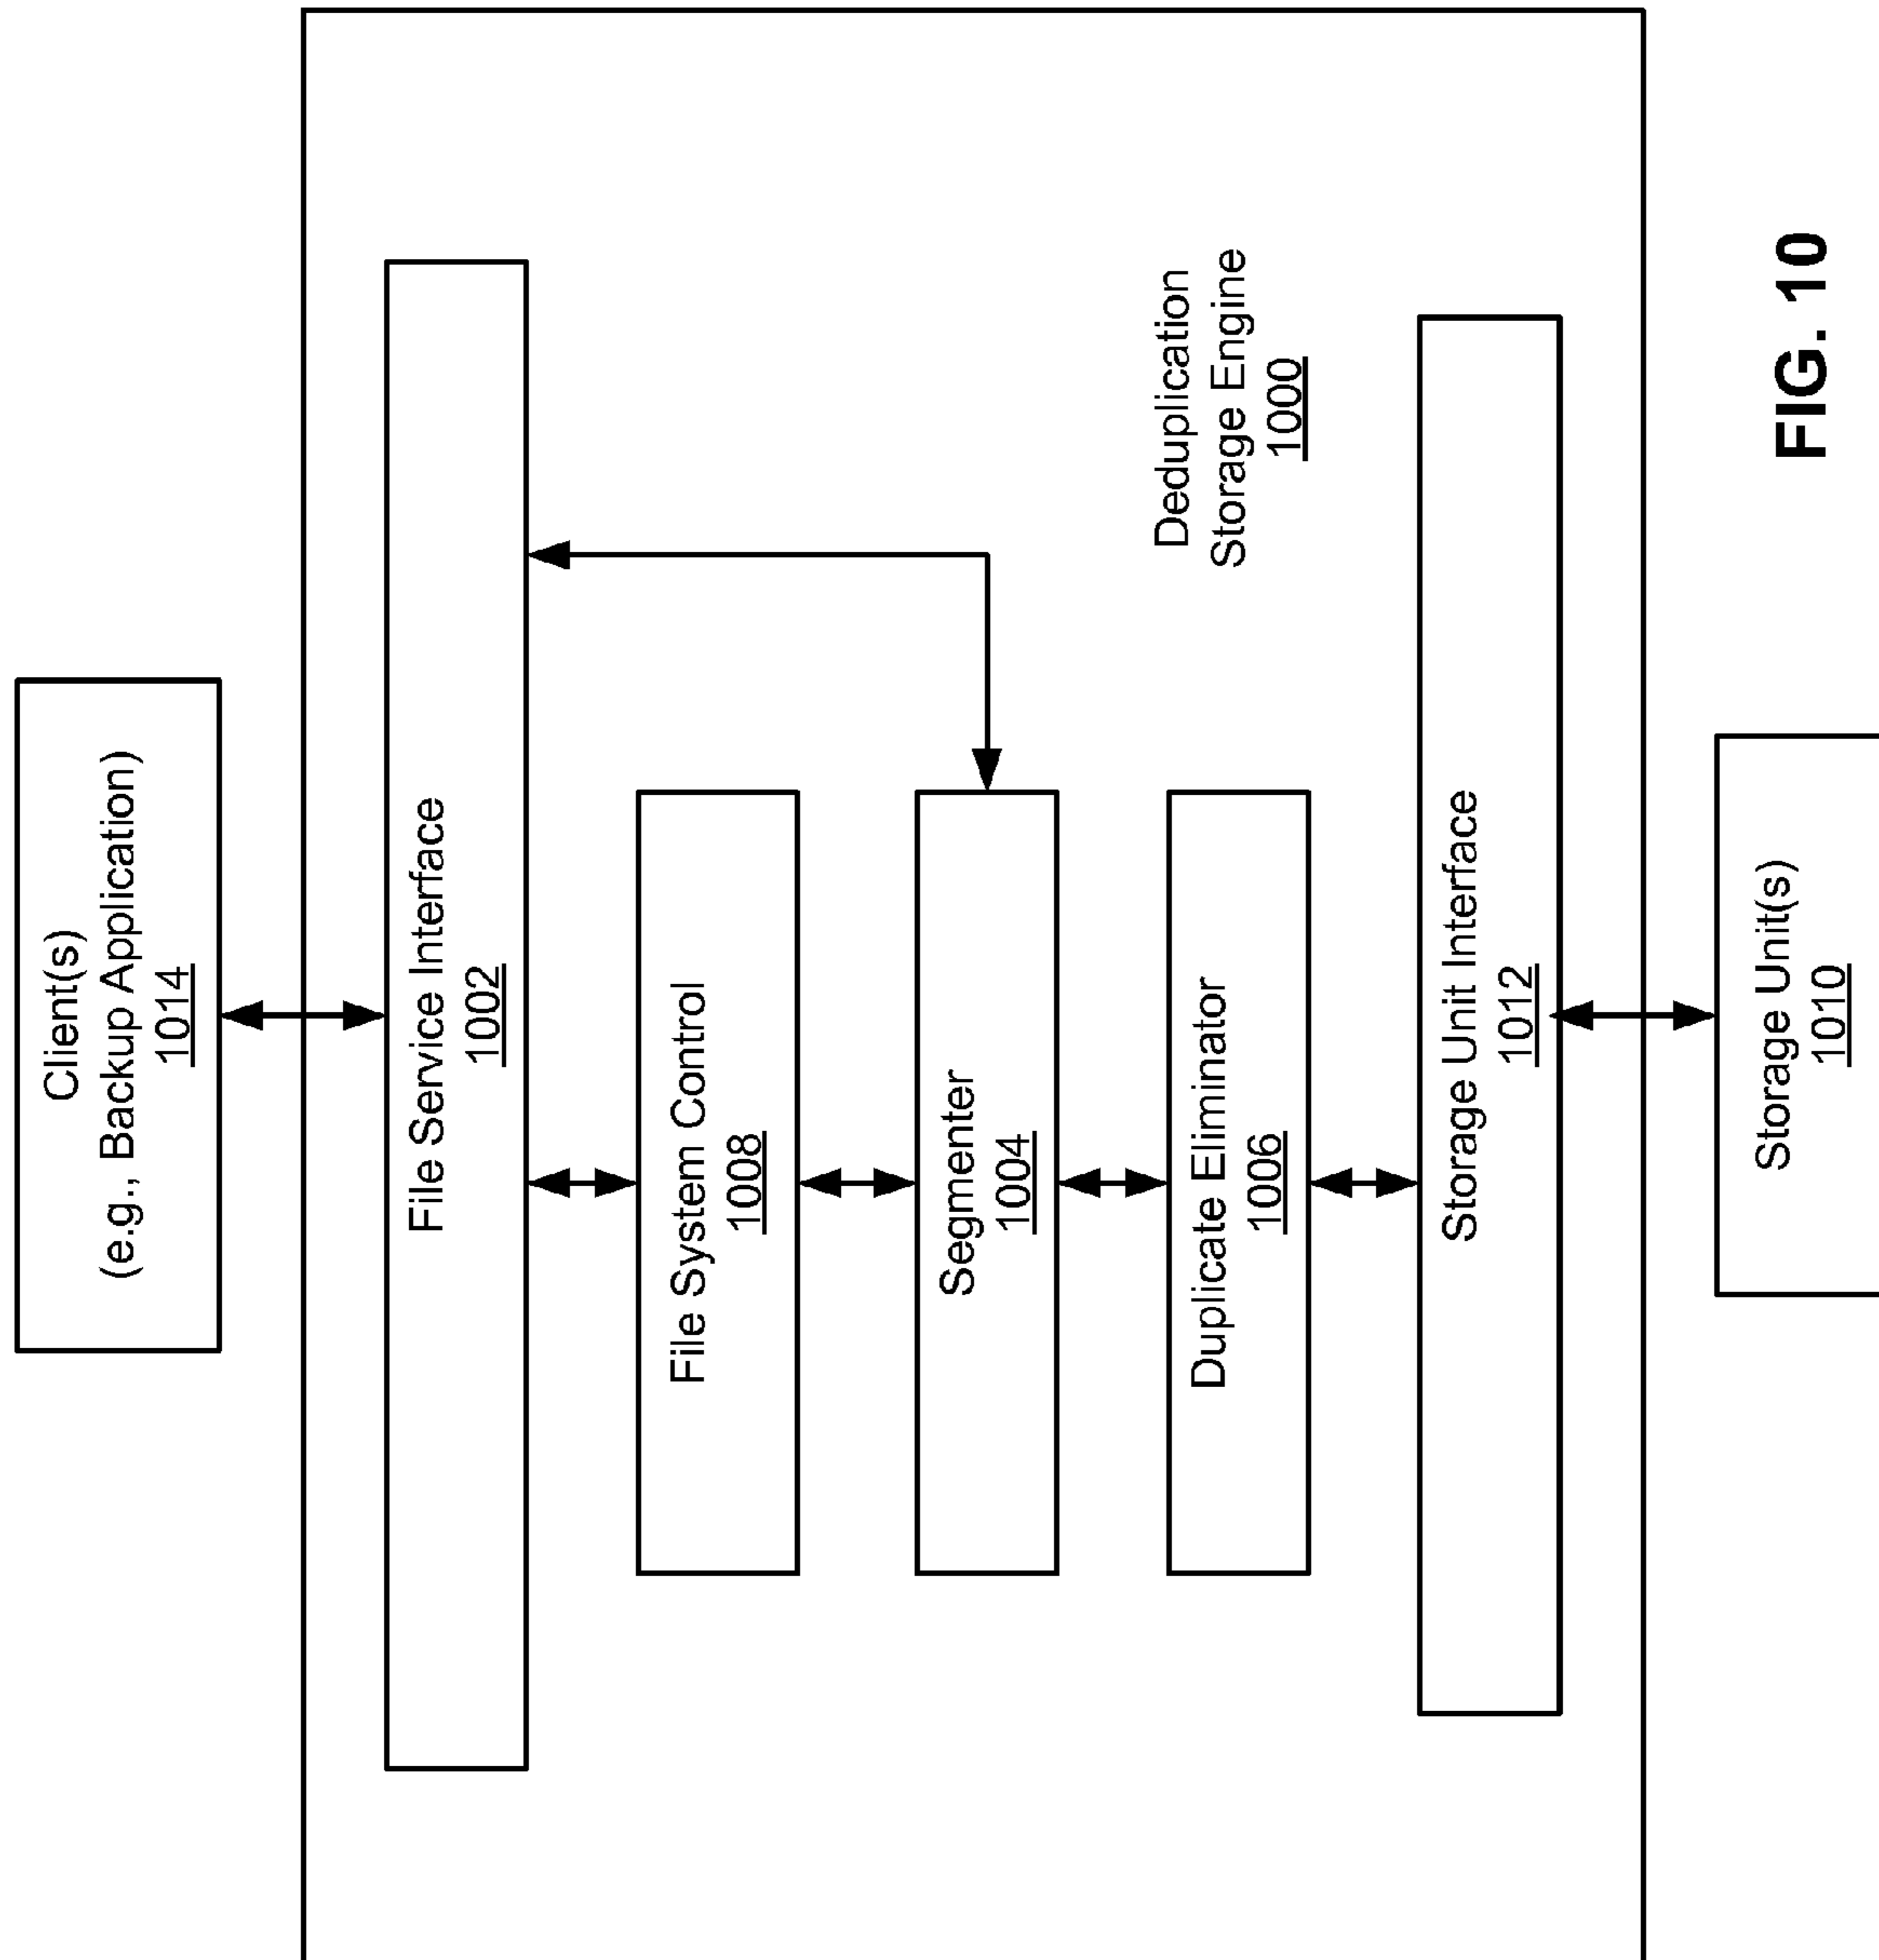 Client(s)
(e.g., Backup Application)
1014
File Service Interface
1002
File System Control
1008
Segmenter
1004
Duplicate Eliminator
1006
Deduplication
Storage Engine
1000
Storage Unit Interface
1012
Storage Unit(s)
1010
FIG. 10